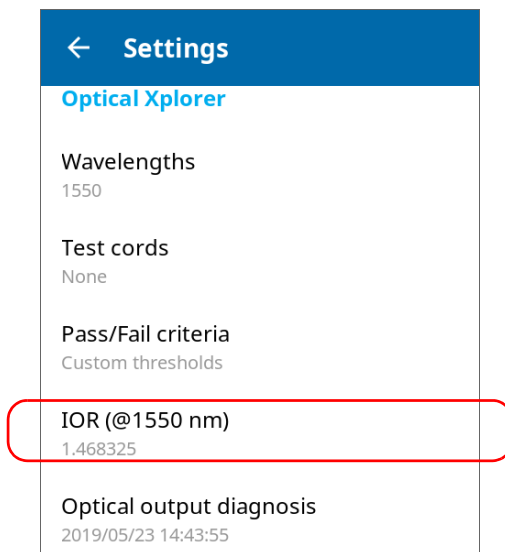 Settings
Optical Xplorer
Wavelengths
1550
Test cords
None
Pass/Fail criteria
Custom thresholds
IOR (@1550 nm)
1.468325
Optical output diagnosis
2019/05/23 14:43:55